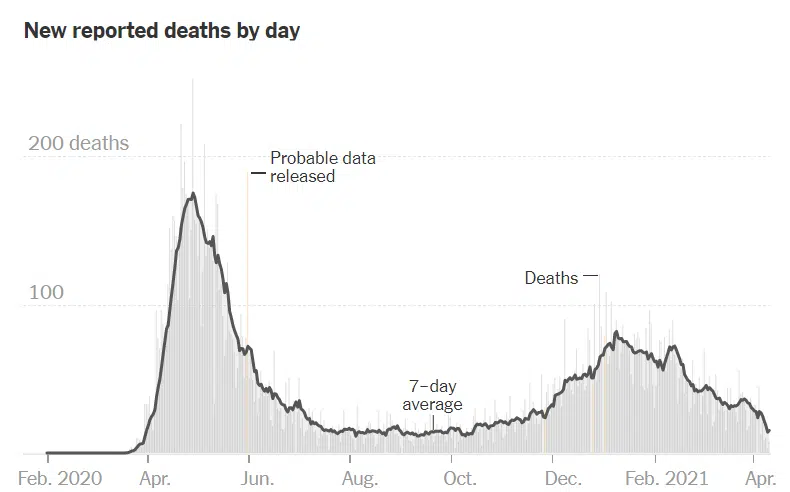 New reported deaths by day
200 deaths
Probable data
released
Deaths
100
7–day
average
Feb. 2020
Apr.
Jun.
Aug.
Oct.
Dec.
Feb. 2021
Apr.